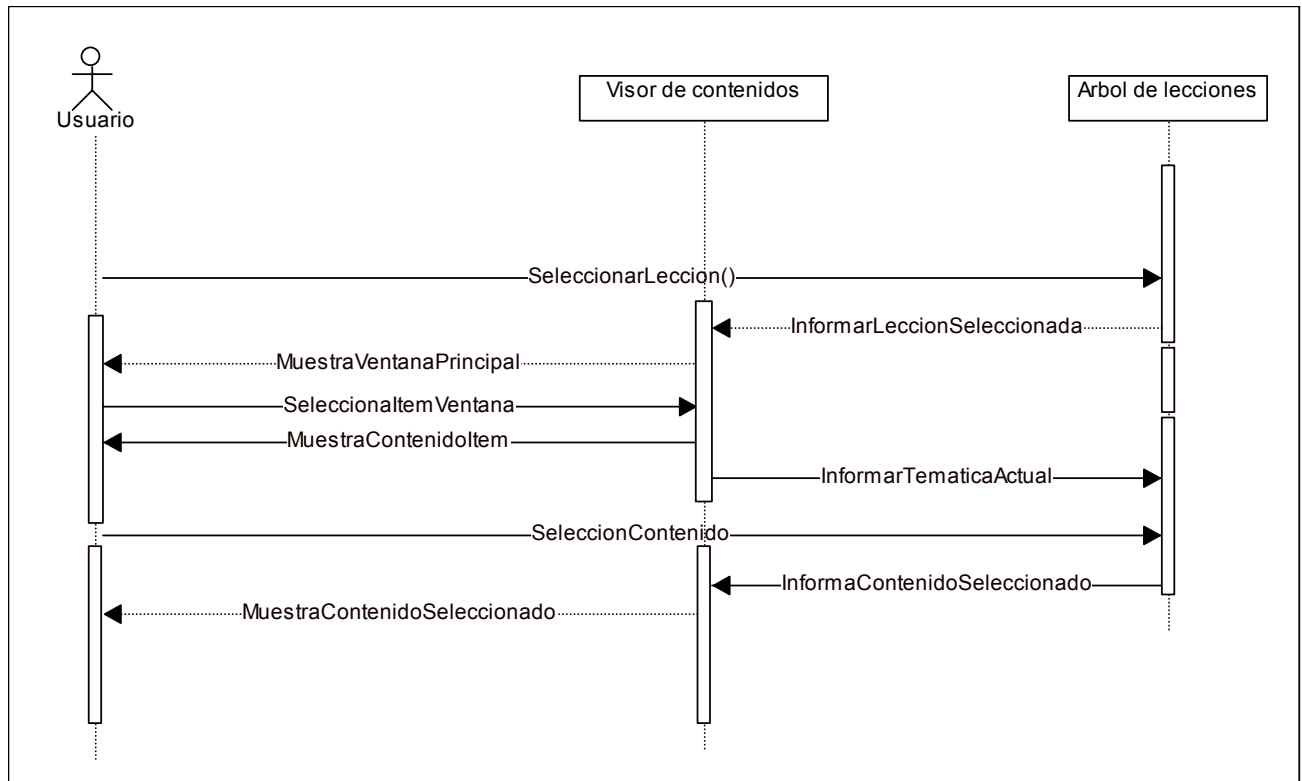 Usuario
Visor de contenidos
Arbol de lecciones
SeleccionarLeccion()
InformarLeccionSeleccionada
MuestraVentanaPrincipal
SeleccionaItemVentana
MuestraContenidoItem
InformarTematicaActual
SeleccionContenido
InformaContenidoSeleccionado
MuestraContenidoSeleccionado